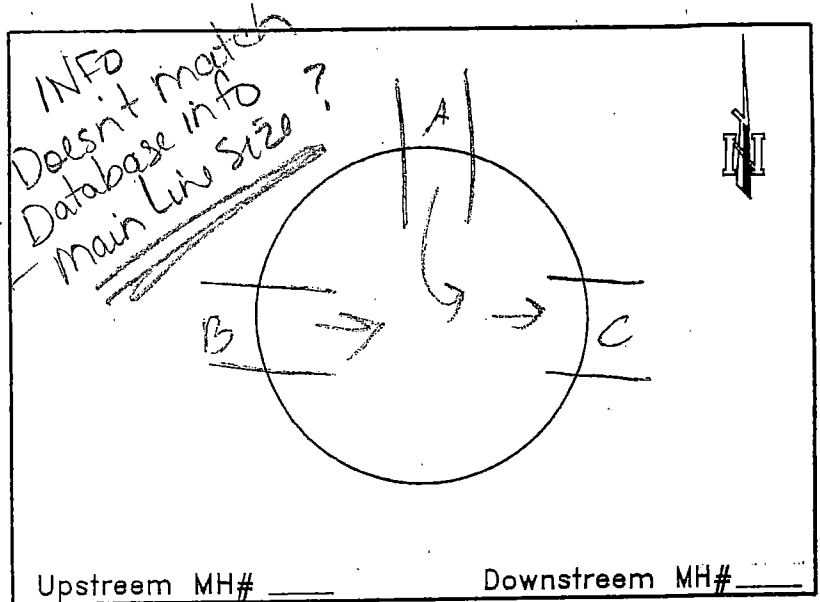 INFO
Doesn't match
Database info
- Main Line Size?
A
N
B
C
Upstreem MH# ____
Downstreem MH# ____